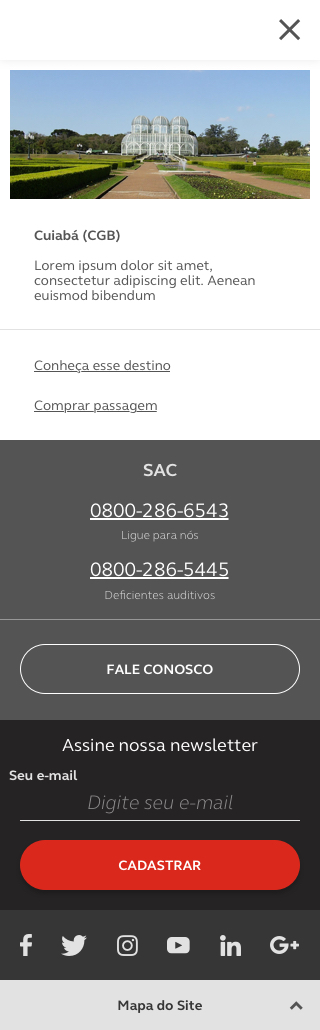 Cuiabá (CGB)
Lorem ipsum dolor sit amet,
consectetur adipiscing elit. Aenean
euismod bibendum
Conheça esse destino
Comprar passagem
SAC
0800-286-6543
Ligue para nós
0800-286-5445
Deficientes auditivos
FALE CONOSCO
Assine nossa newsletter
Seu e-mail
Digite seu e-mail
CADASTRAR
Mapa do Site